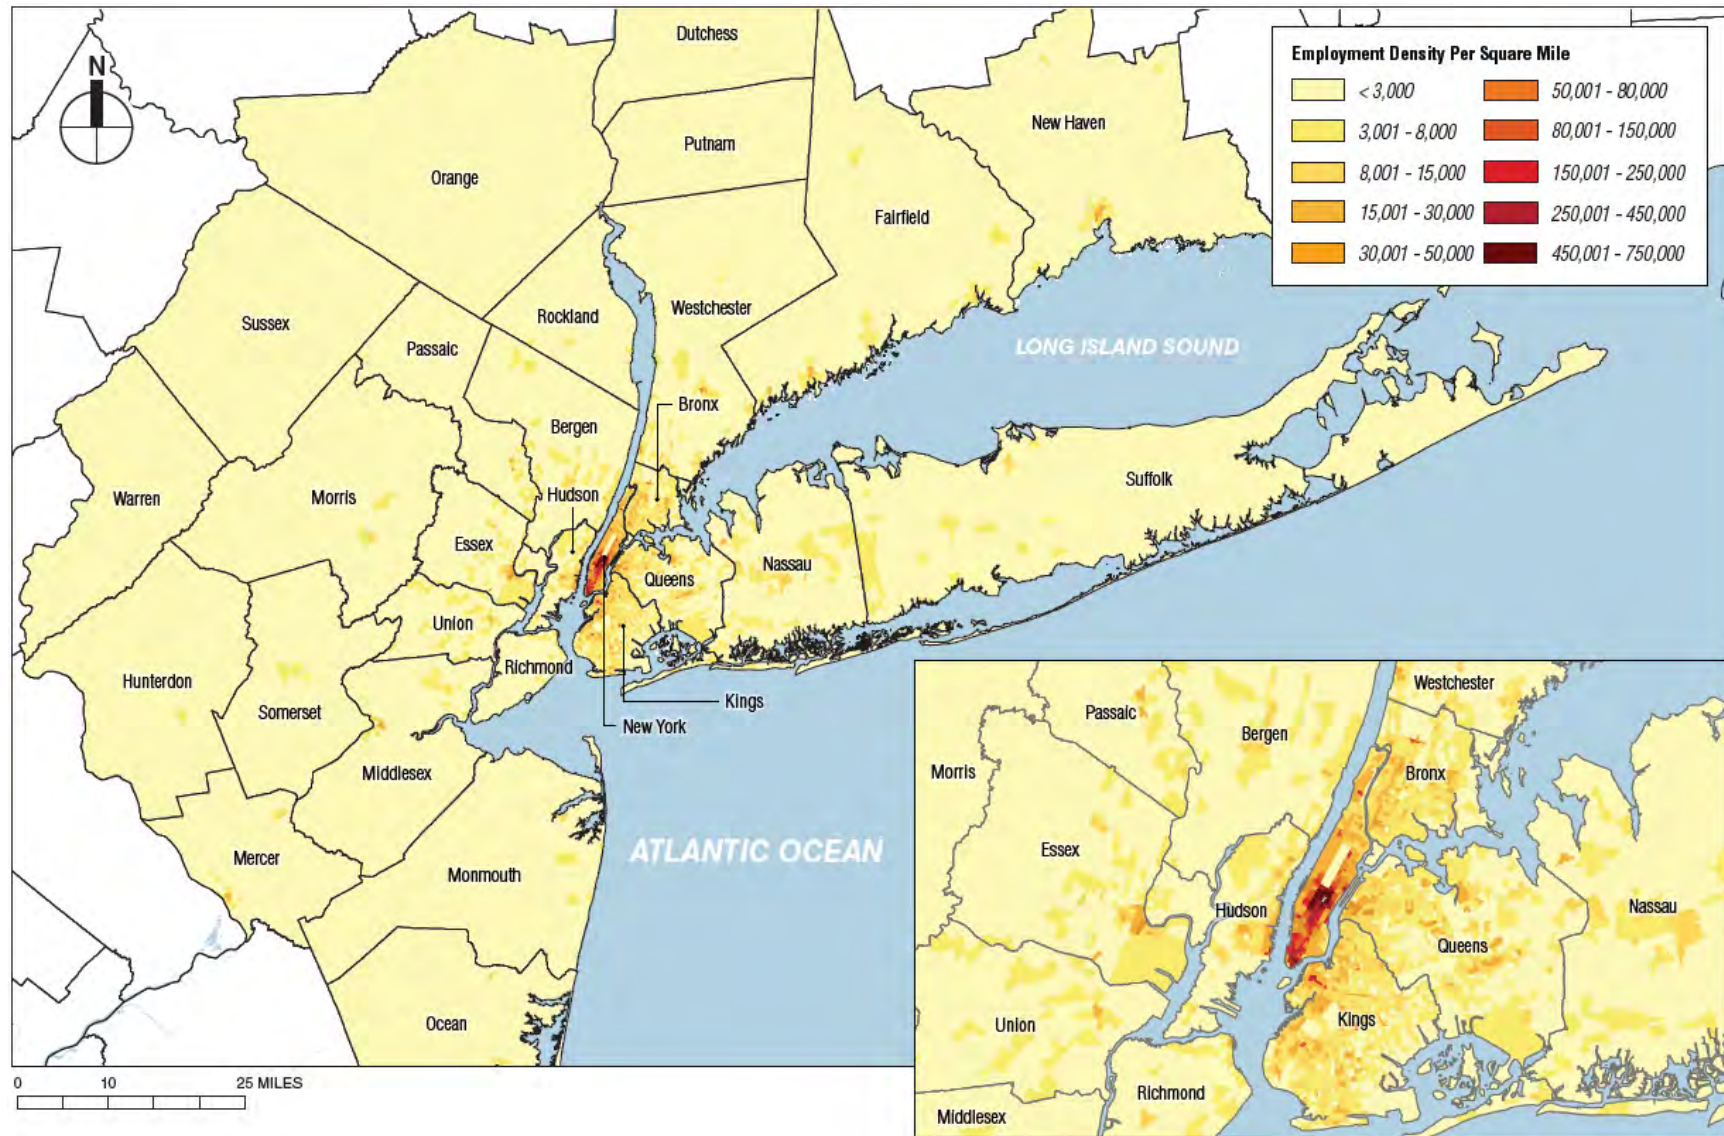 N
Dutchess
Putnam
Orange
New Haven
Fairfield
Sussex
Rockland
Westchester
Passaic
Bronx
Bergen
Warren
Morris
Hudson
Suffolk
Essex
Nassau
Queens
Union
Richmond
Hunterdon
Somerset
Kings
New York
Middlesex
Mercer
Monmouth
Ocean
LONG ISLAND SOUND
ATLANTIC OCEAN
Employment Density Per Square Mile
< 3,000
3,001 - 8,000
8,001 - 15,000
15,001 - 30,000
30,001 - 50,000
50,001 - 80,000
80,001 - 150,000
150,001 - 250,000
250,001 - 450,000
450,001 - 750,000
Westchester
Passaic
Bergen
Morris
Bronx
Essex
Hudson
Nassau
Queens
Union
Kings
Richmond
Middlesex
0 10 25 MILES